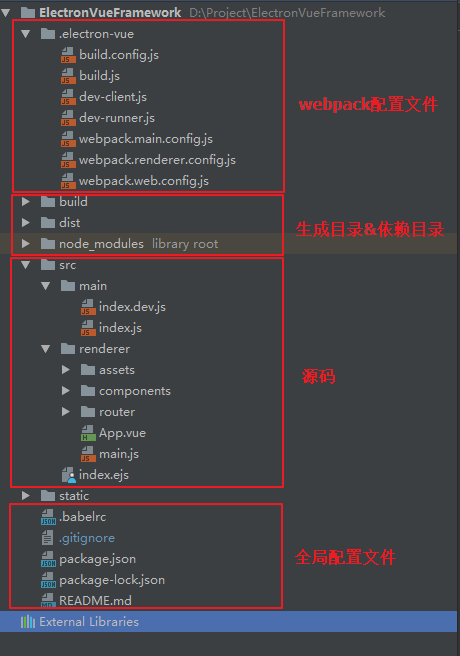 ElectronVueFramework D:\Project\ElectronVueFramework
.electron-vue
build.config.js
build.js
dev-client.js
dev-runner.js
webpack.main.config.js
webpack.renderer.config.js
webpack.web.config.js
webpack配置文件
build
dist
node_modules library root
生成目录&依赖目录
src
main
index.dev.js
index.js
renderer
assets
components
router
App.vue
main.js
index.ejs
源码
static
.babelrc
.gitignore
package.json
package-lock.json
README.md
全局配置文件
External Libraries